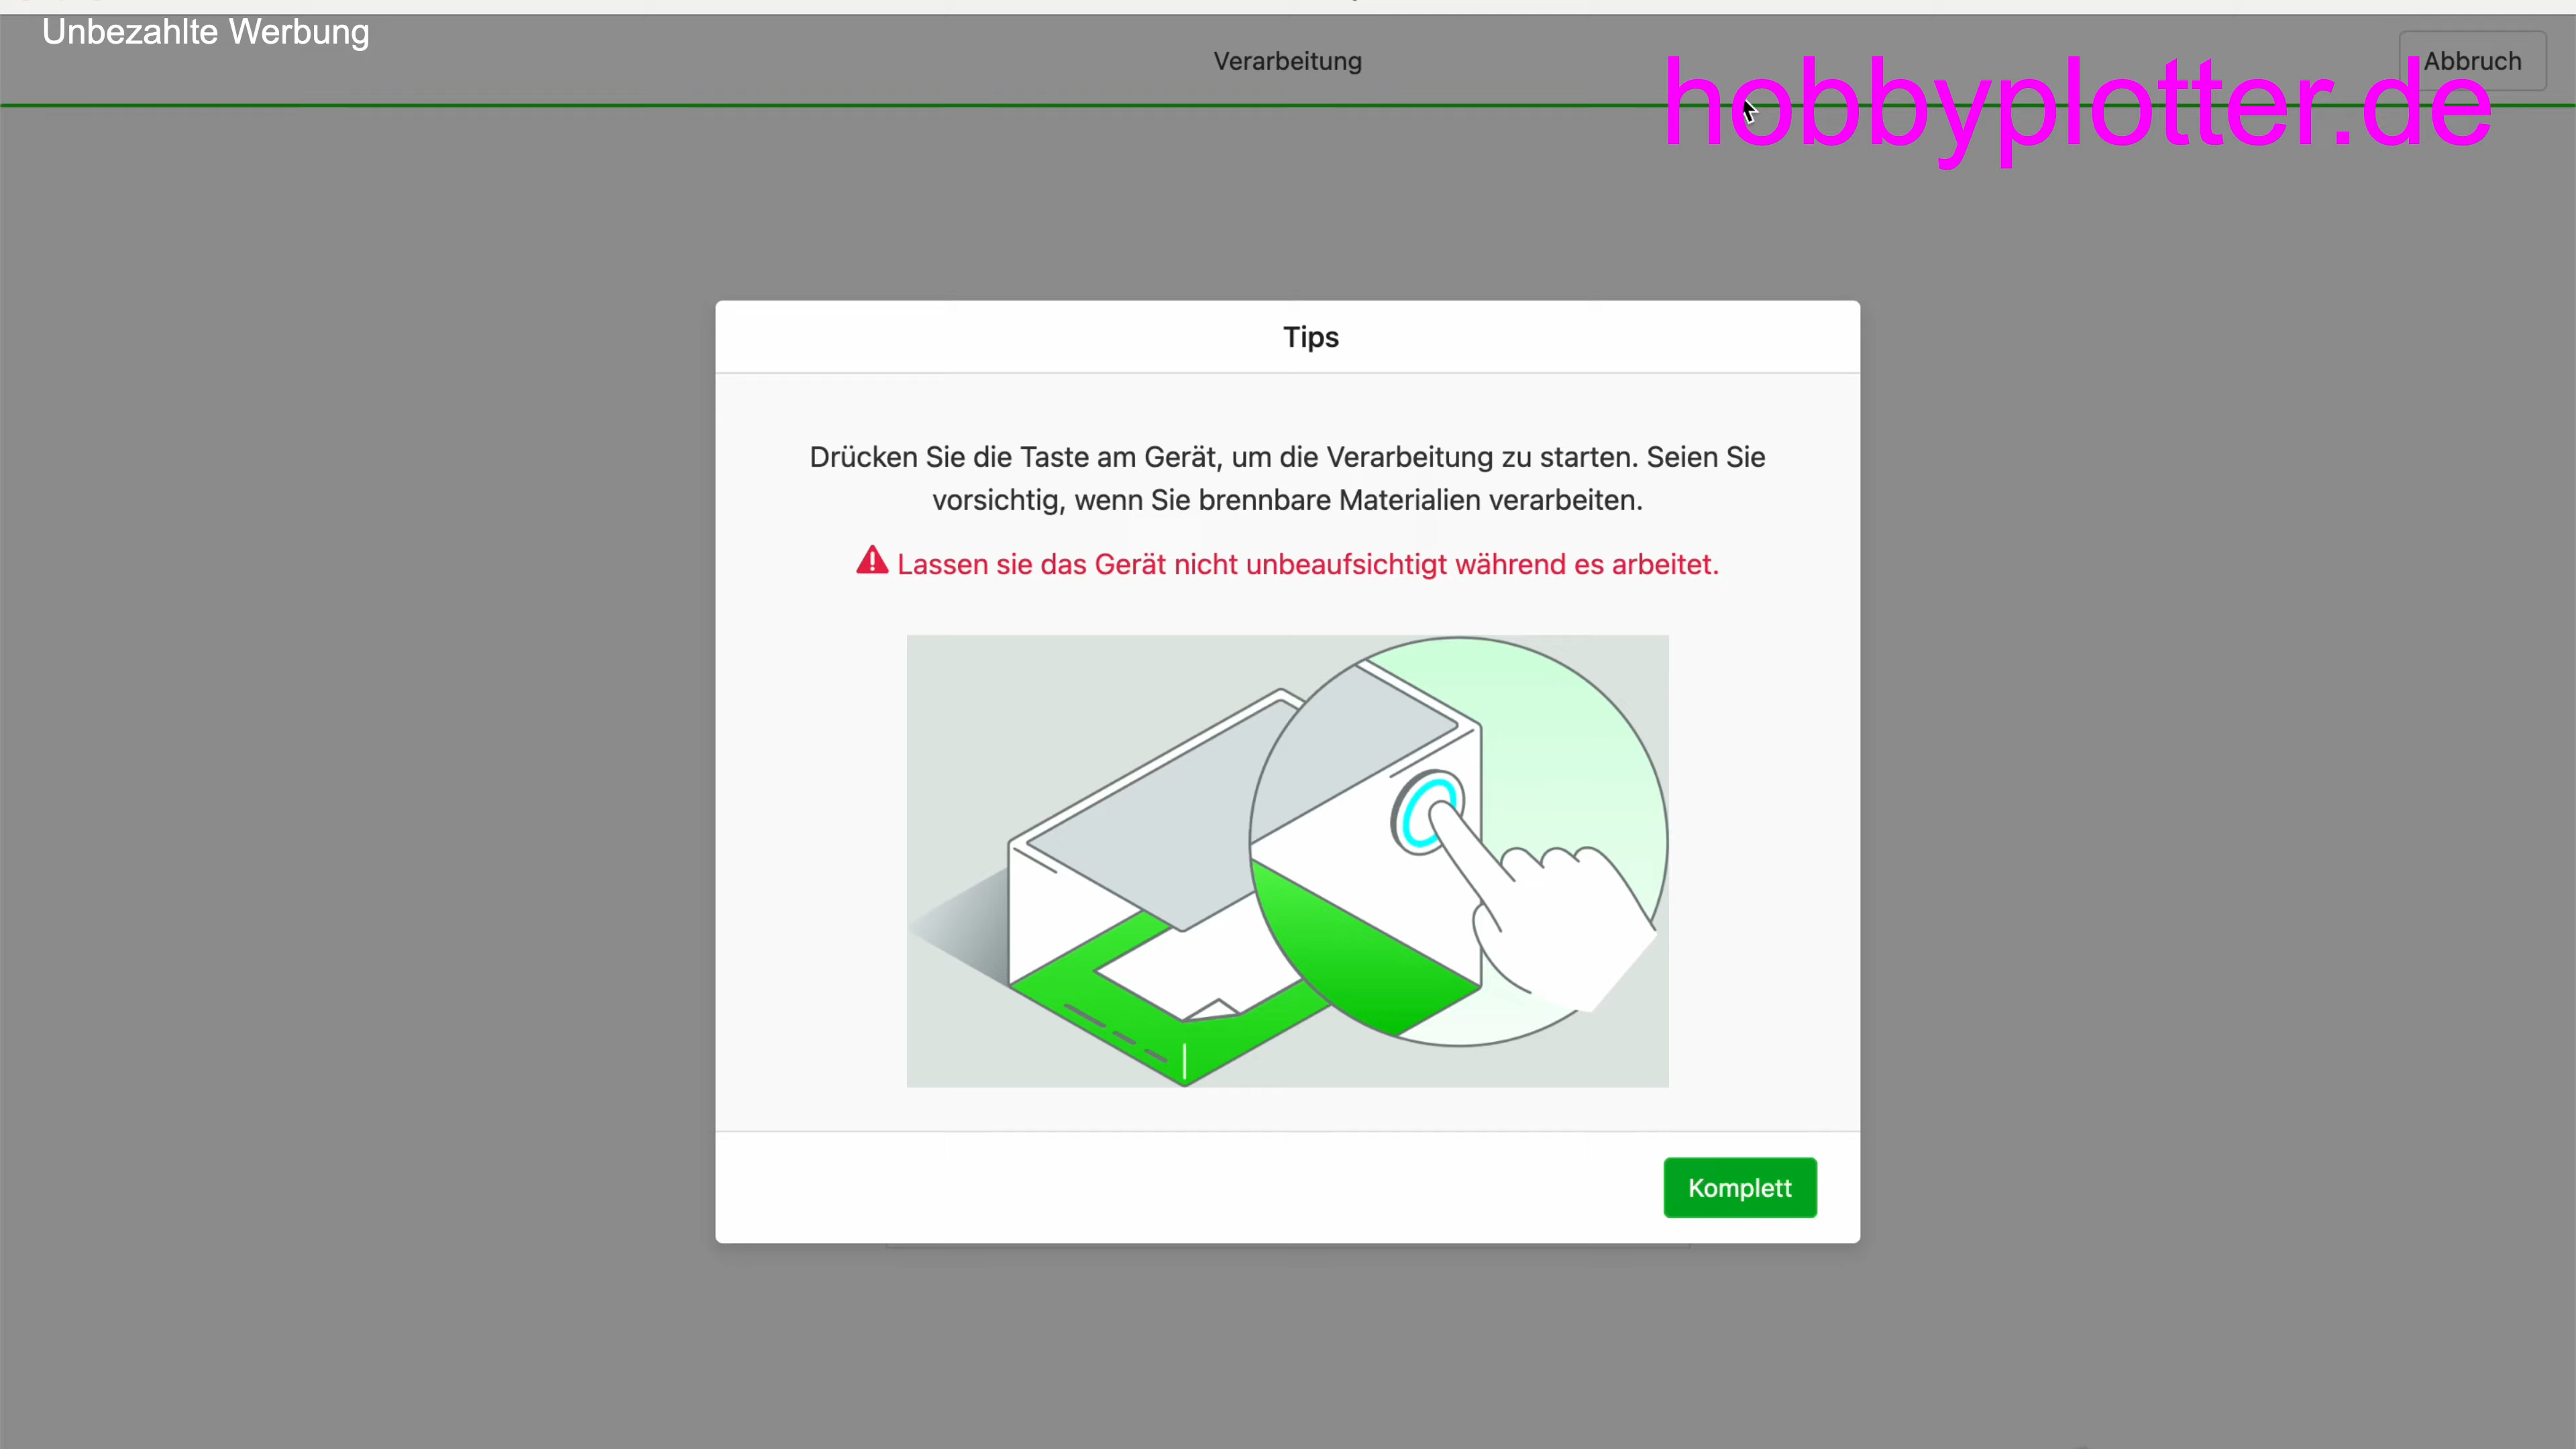 Unbezahlte Werbung
Verarbeitung
Abbruch
hobbyplotter.de
Tips
Drücken Sie die Taste am Gerät, um die Verarbeitung zu starten. Seien Sie
vorsichtig, wenn Sie brennbare Materialien verarbeiten.
Lassen sie das Gerät nicht unbeaufsichtigt während es arbeitet.
Komplett